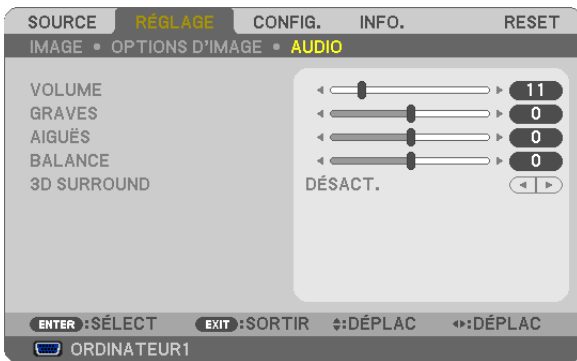 SOURCE RÉGLAGE CONFIG. INFO. RESET
IMAGE • OPTIONS D'IMAGE • AUDIO
VOLUME 11
GRAVES 0
AIGUËS 0
BALANCE 0
3D SURROUND DÉSACT.
ENTER :SÉLECT EXIT :SORTIR :DÉPLAC :DÉPLAC
ORDINATEUR1